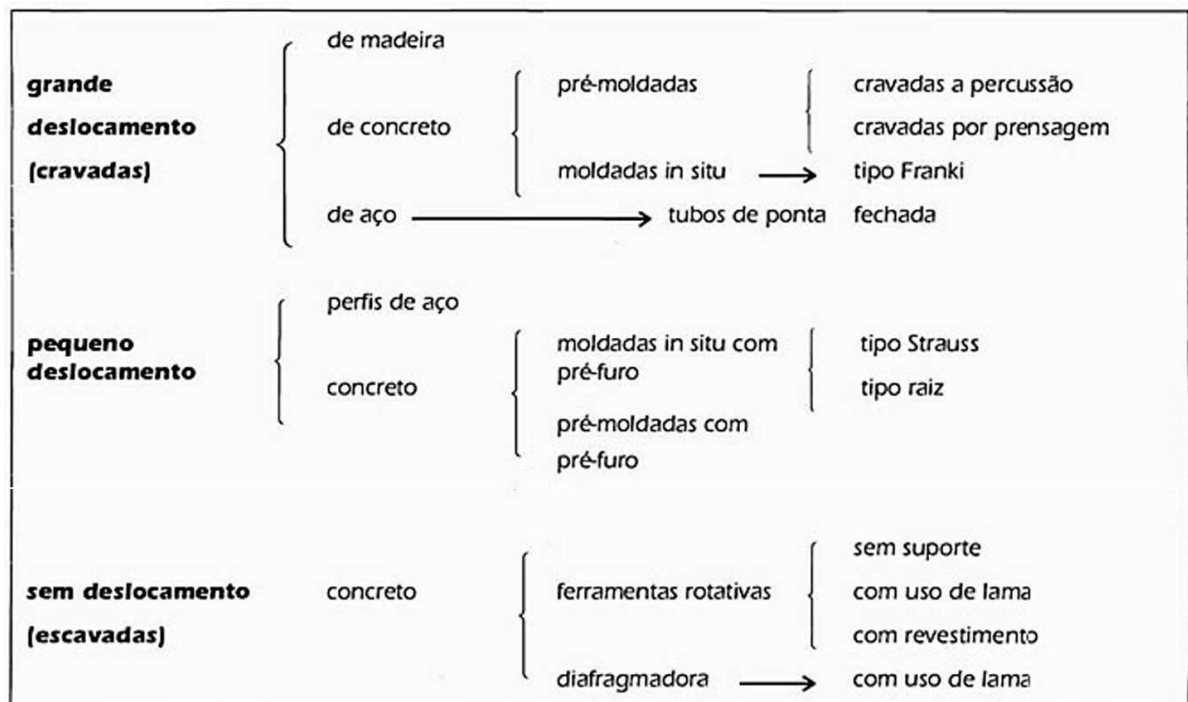 de madeira
grande pré-moldadas cravadas a percussão
deslocamento de concreto cravadas por prensagem
(cravadas) moldadas in situ tipo Franki
de aço tubos de ponta fechada
perfis de aço
pequeno moldadas in situ com tipo Strauss
deslocamento pré-furo
concreto tipo raiz
pré-moldadas com
pré-furo
sem suporte
sem deslocamento concreto ferramentas rotativas com uso de lama
(escavadas) com revestimento
diafragmadora com uso de lama